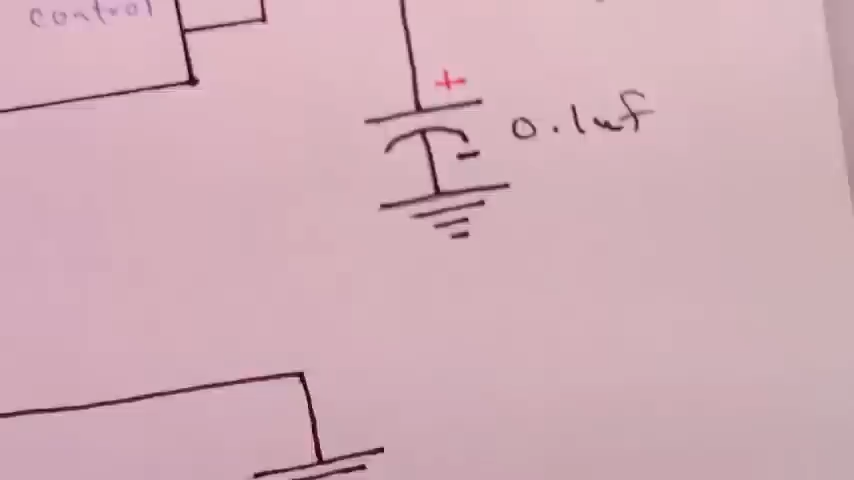 control
+
0.1uf
-